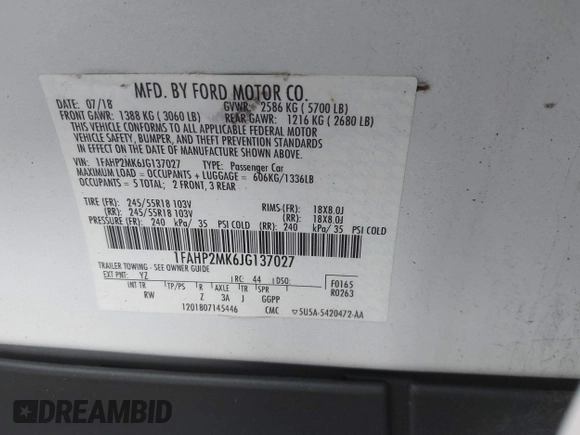 MFD. BY FORD MOTOR CO.
DATE: 07/18 GVWR: 2586 KG ( 5700 LB)
FRONT GAWR: 1388 KG ( 3060 LB) REAR GAWR: 1216 KG ( 2680 LB)
THIS VEHICLE CONFORMS TO ALL APPLICABLE FEDERAL MOTOR
VEHICLE SAFETY, BUMPER, AND THEFT PREVENTION STANDARDS
IN EFFECT ON THE DATE OF MANUFACTURE SHOWN ABOVE.
VIN: 1FAHP2MK6JG137027 TYPE: Passenger Car
MAXIMUM LOAD = OCCUPANTS + LUGGAGE = 606KG/1336LB
OCCUPANTS = 5 TOTAL; 2 FRONT, 3 REAR
TIRE (FR): 245/55R18 103V RIMS (FR): 18X8.0J
(RR): 245/55R18 103V (RR): 18X8.0J
PRESSURE (FR): 240 kPa/ 35 PSI COLD (RR): 240 kPa/ 35 PSI COLD
1FAHP2MK6JG137027
TRAILER TOWING - SEE OWNER GUIDE
EXT PNT: YZ RC: 44 DSO: F0165
INT TR TP/PS R AXLE TR SPR R0263
RW Z 3A J GGPP
1201807145446 CMC 5U5A-5420472-AA
DREAMBID